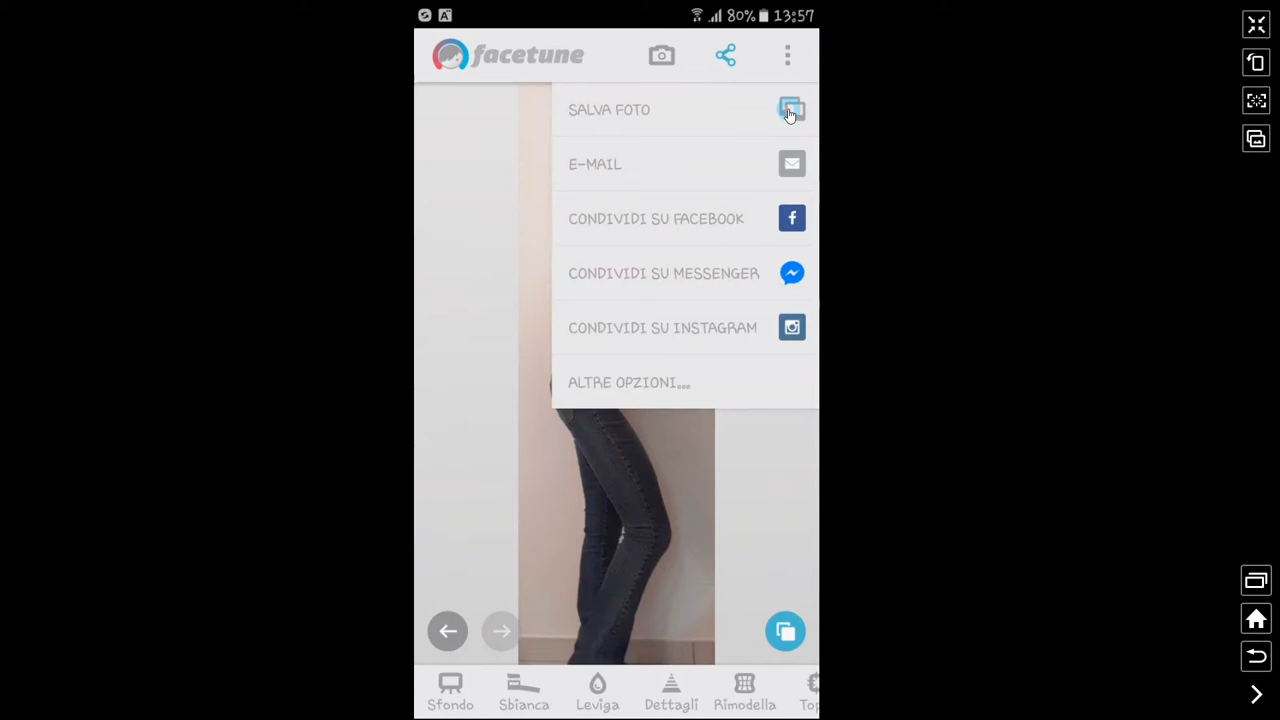 80% 13:57
facetune
SALVA FOTO
E-MAIL
CONDIVIDI SU FACEBOOK
CONDIVIDI SU MESSENGER
CONDIVIDI SU INSTAGRAM
ALTRE OPZIONI...
Sfondo Sbianca Leviga Dettagli Rimodella